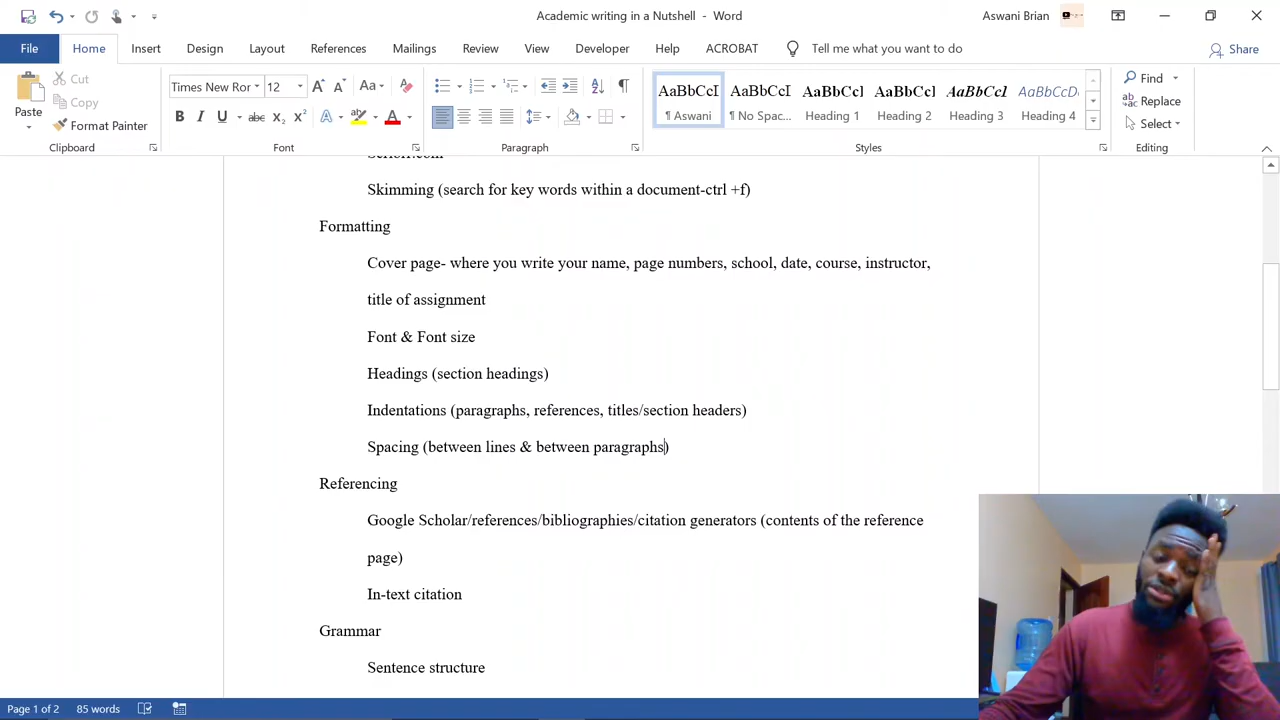 Academic writing in a Nutshell - Word
Aswani Brian
File Home Insert Design Layout References Mailings Review View Developer Help ACROBAT Tell me what you want to do Share
Paste
Cut
Copy
Format Painter
Clipboard
Times New Ror 12 Aa
B I U abc X₂ X² A A
Font
Paragraph
AaBbCcI AaBbCcI AaBbCcl AaBbCcl AaBbCc1 AaBbCcD
¶ Aswani ¶ No Spac... Heading 1 Heading 2 Heading 3 Heading 4
Styles
Find
Replace
Select
Editing
Skimming (search for key words within a document-ctrl +f)
Formatting
Cover page- where you write your name, page numbers, school, date, course, instructor,
title of assignment
Font & Font size
Headings (section headings)
Indentations (paragraphs, references, titles/section headers)
Spacing (between lines & between paragraphs)
Referencing
Google Scholar/references/bibliographies/citation generators (contents of the reference
page)
In-text citation
Grammar
Sentence structure
Page 1 of 2 85 words